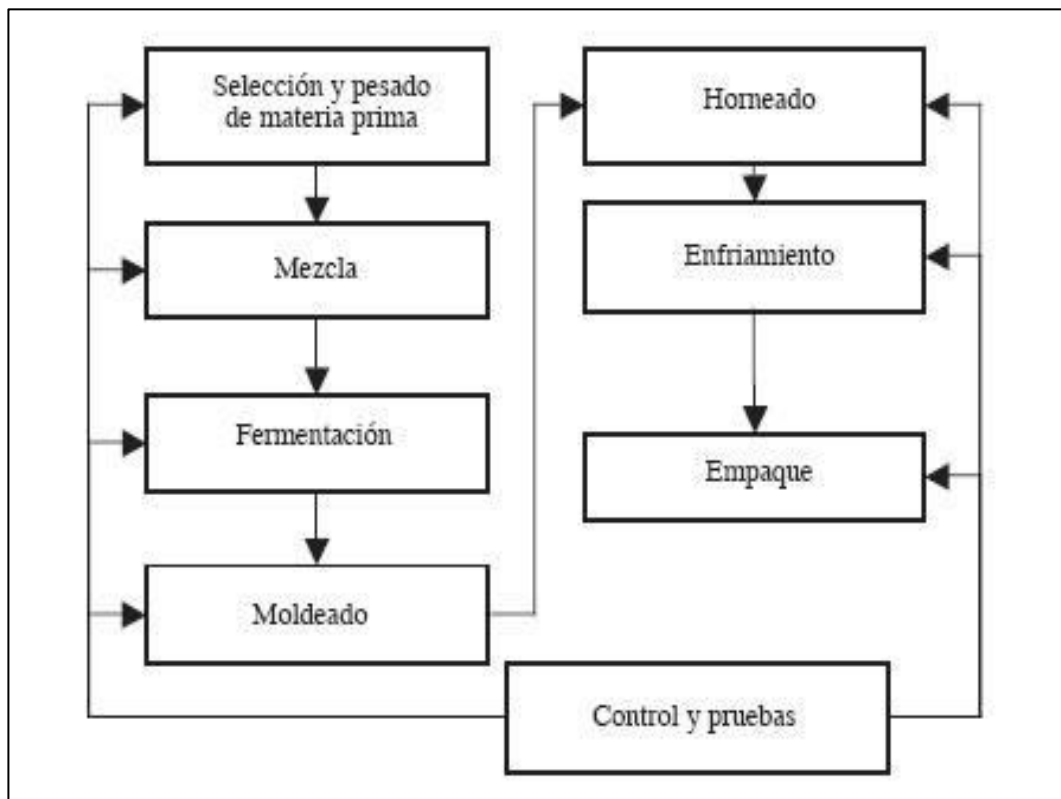 Selección y pesado
de materia prima
Mezcla
Fermentación
Moldeado
Horneado
Enfriamiento
Empaque
Control y pruebas